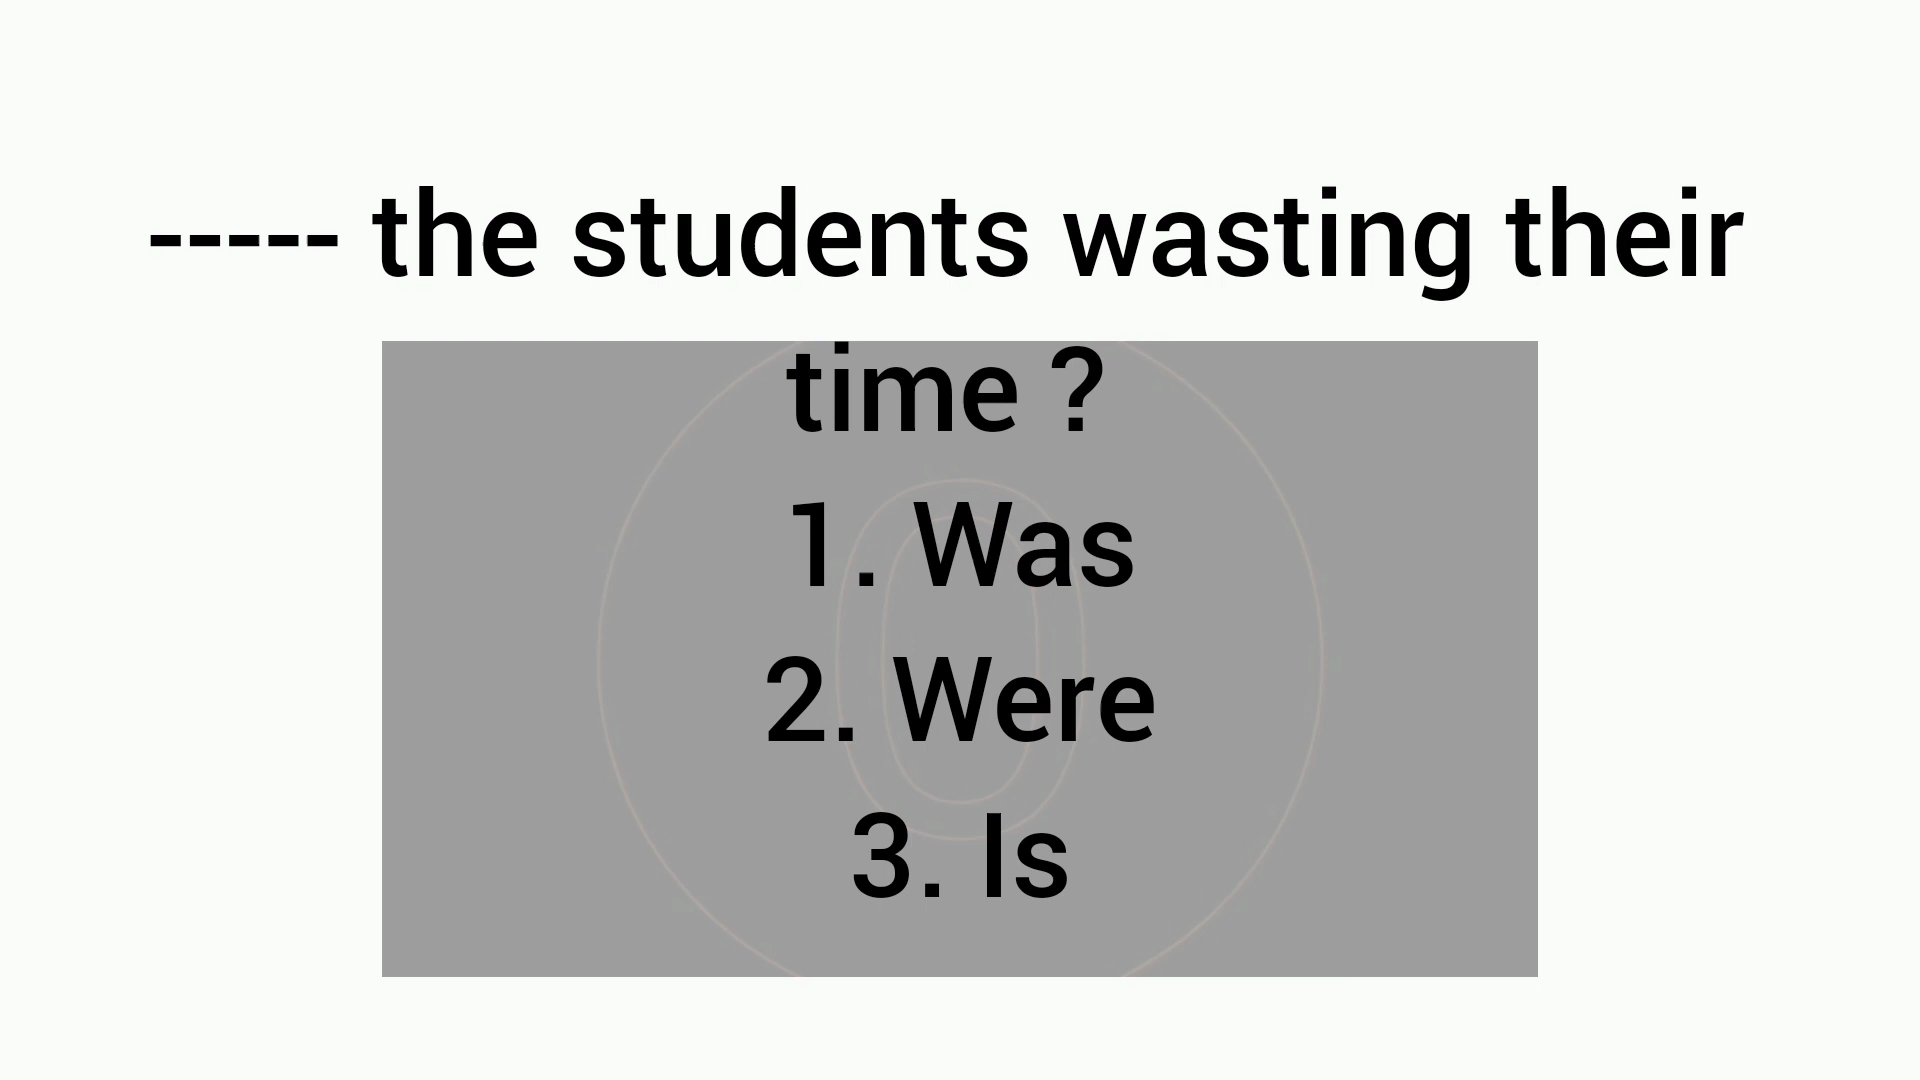 ----- the students wasting their
time ?
1. Was
2. Were
3. Is